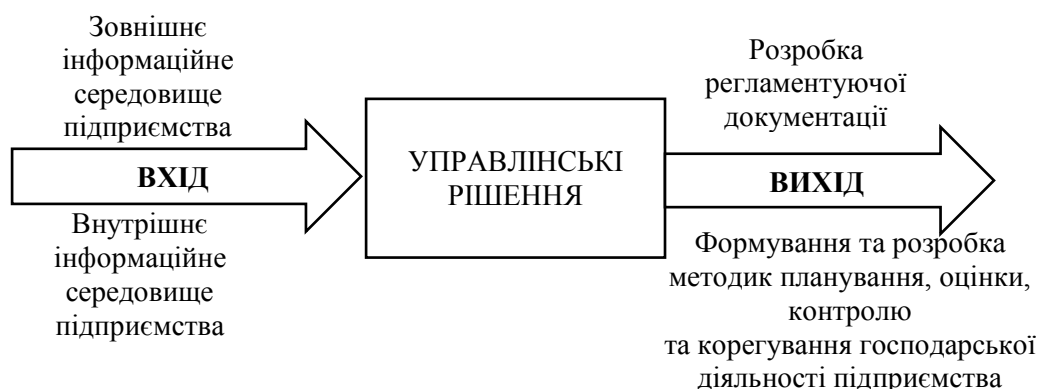 Зовнішнє
інформаційне
середовище
підприємства
ВХІД
Внутрішнє
інформаційне
середовище
підприємства
УПРАВЛІНСЬКІ
РІШЕННЯ
Розробка
регламентуючої
документації
ВИХІД
Формування та розробка
методик планування, оцінки,
контролю
та корегування господарської
діяльності підприємства